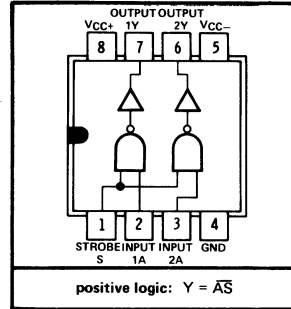 OUTPUT OUTPUT
VCC+ 1Y 2Y VCC−
8 7 6 5
1 2 3 4
STROBE INPUT INPUT GND
S 1A 2A
positive logic: Y = A̅S̅